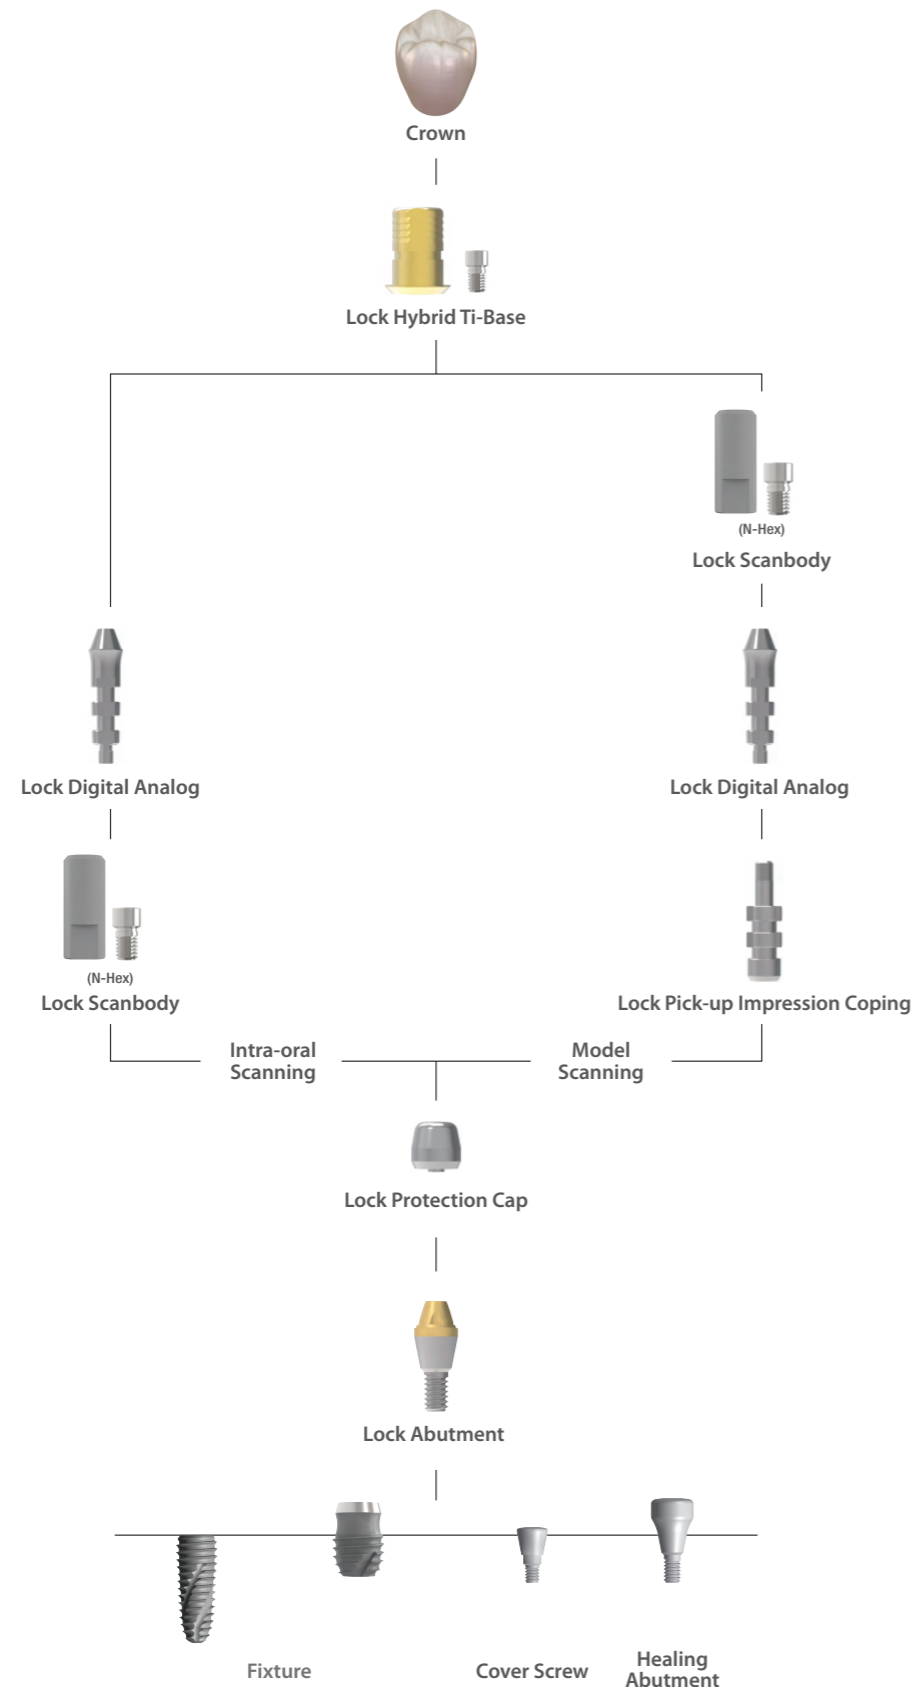 Crown
Lock Hybrid Ti-Base
(N-Hex)
Lock Scanbody
Lock Digital Analog
Lock Digital Analog
(N-Hex)
Lock Scanbody
Lock Pick-up Impression Coping
Intra-oral
Scanning
Model
Scanning
Lock Protection Cap
Lock Abutment
Fixture
Cover Screw
Healing
Abutment